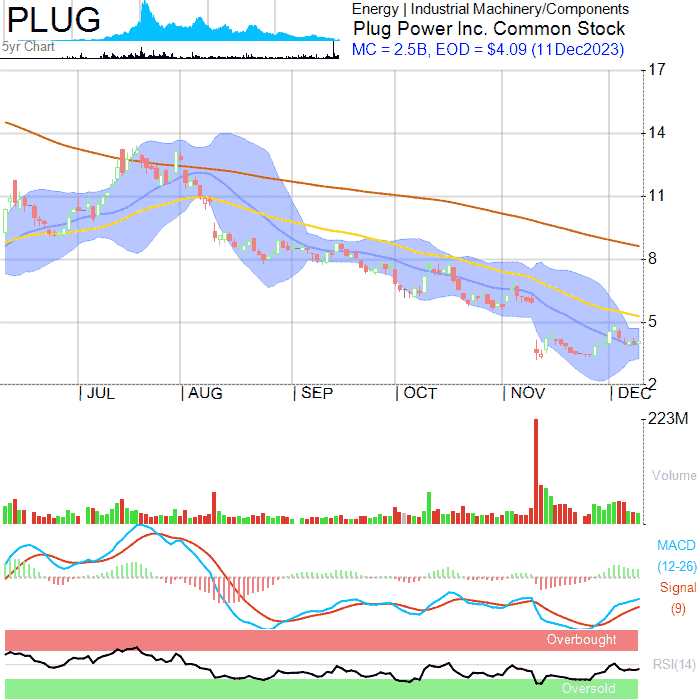 PLUG
5yr Chart
Energy | Industrial Machinery/Components
Plug Power Inc. Common Stock
MC = 2.5B, EOD = $4.09 (11Dec2023)
17
14
11
8
5
2
JUL
AUG
SEP
OCT
NOV
DEC
223M
Volume
MACD
(12-26)
Signal
(9)
Overbought
RSI(14)
Oversold